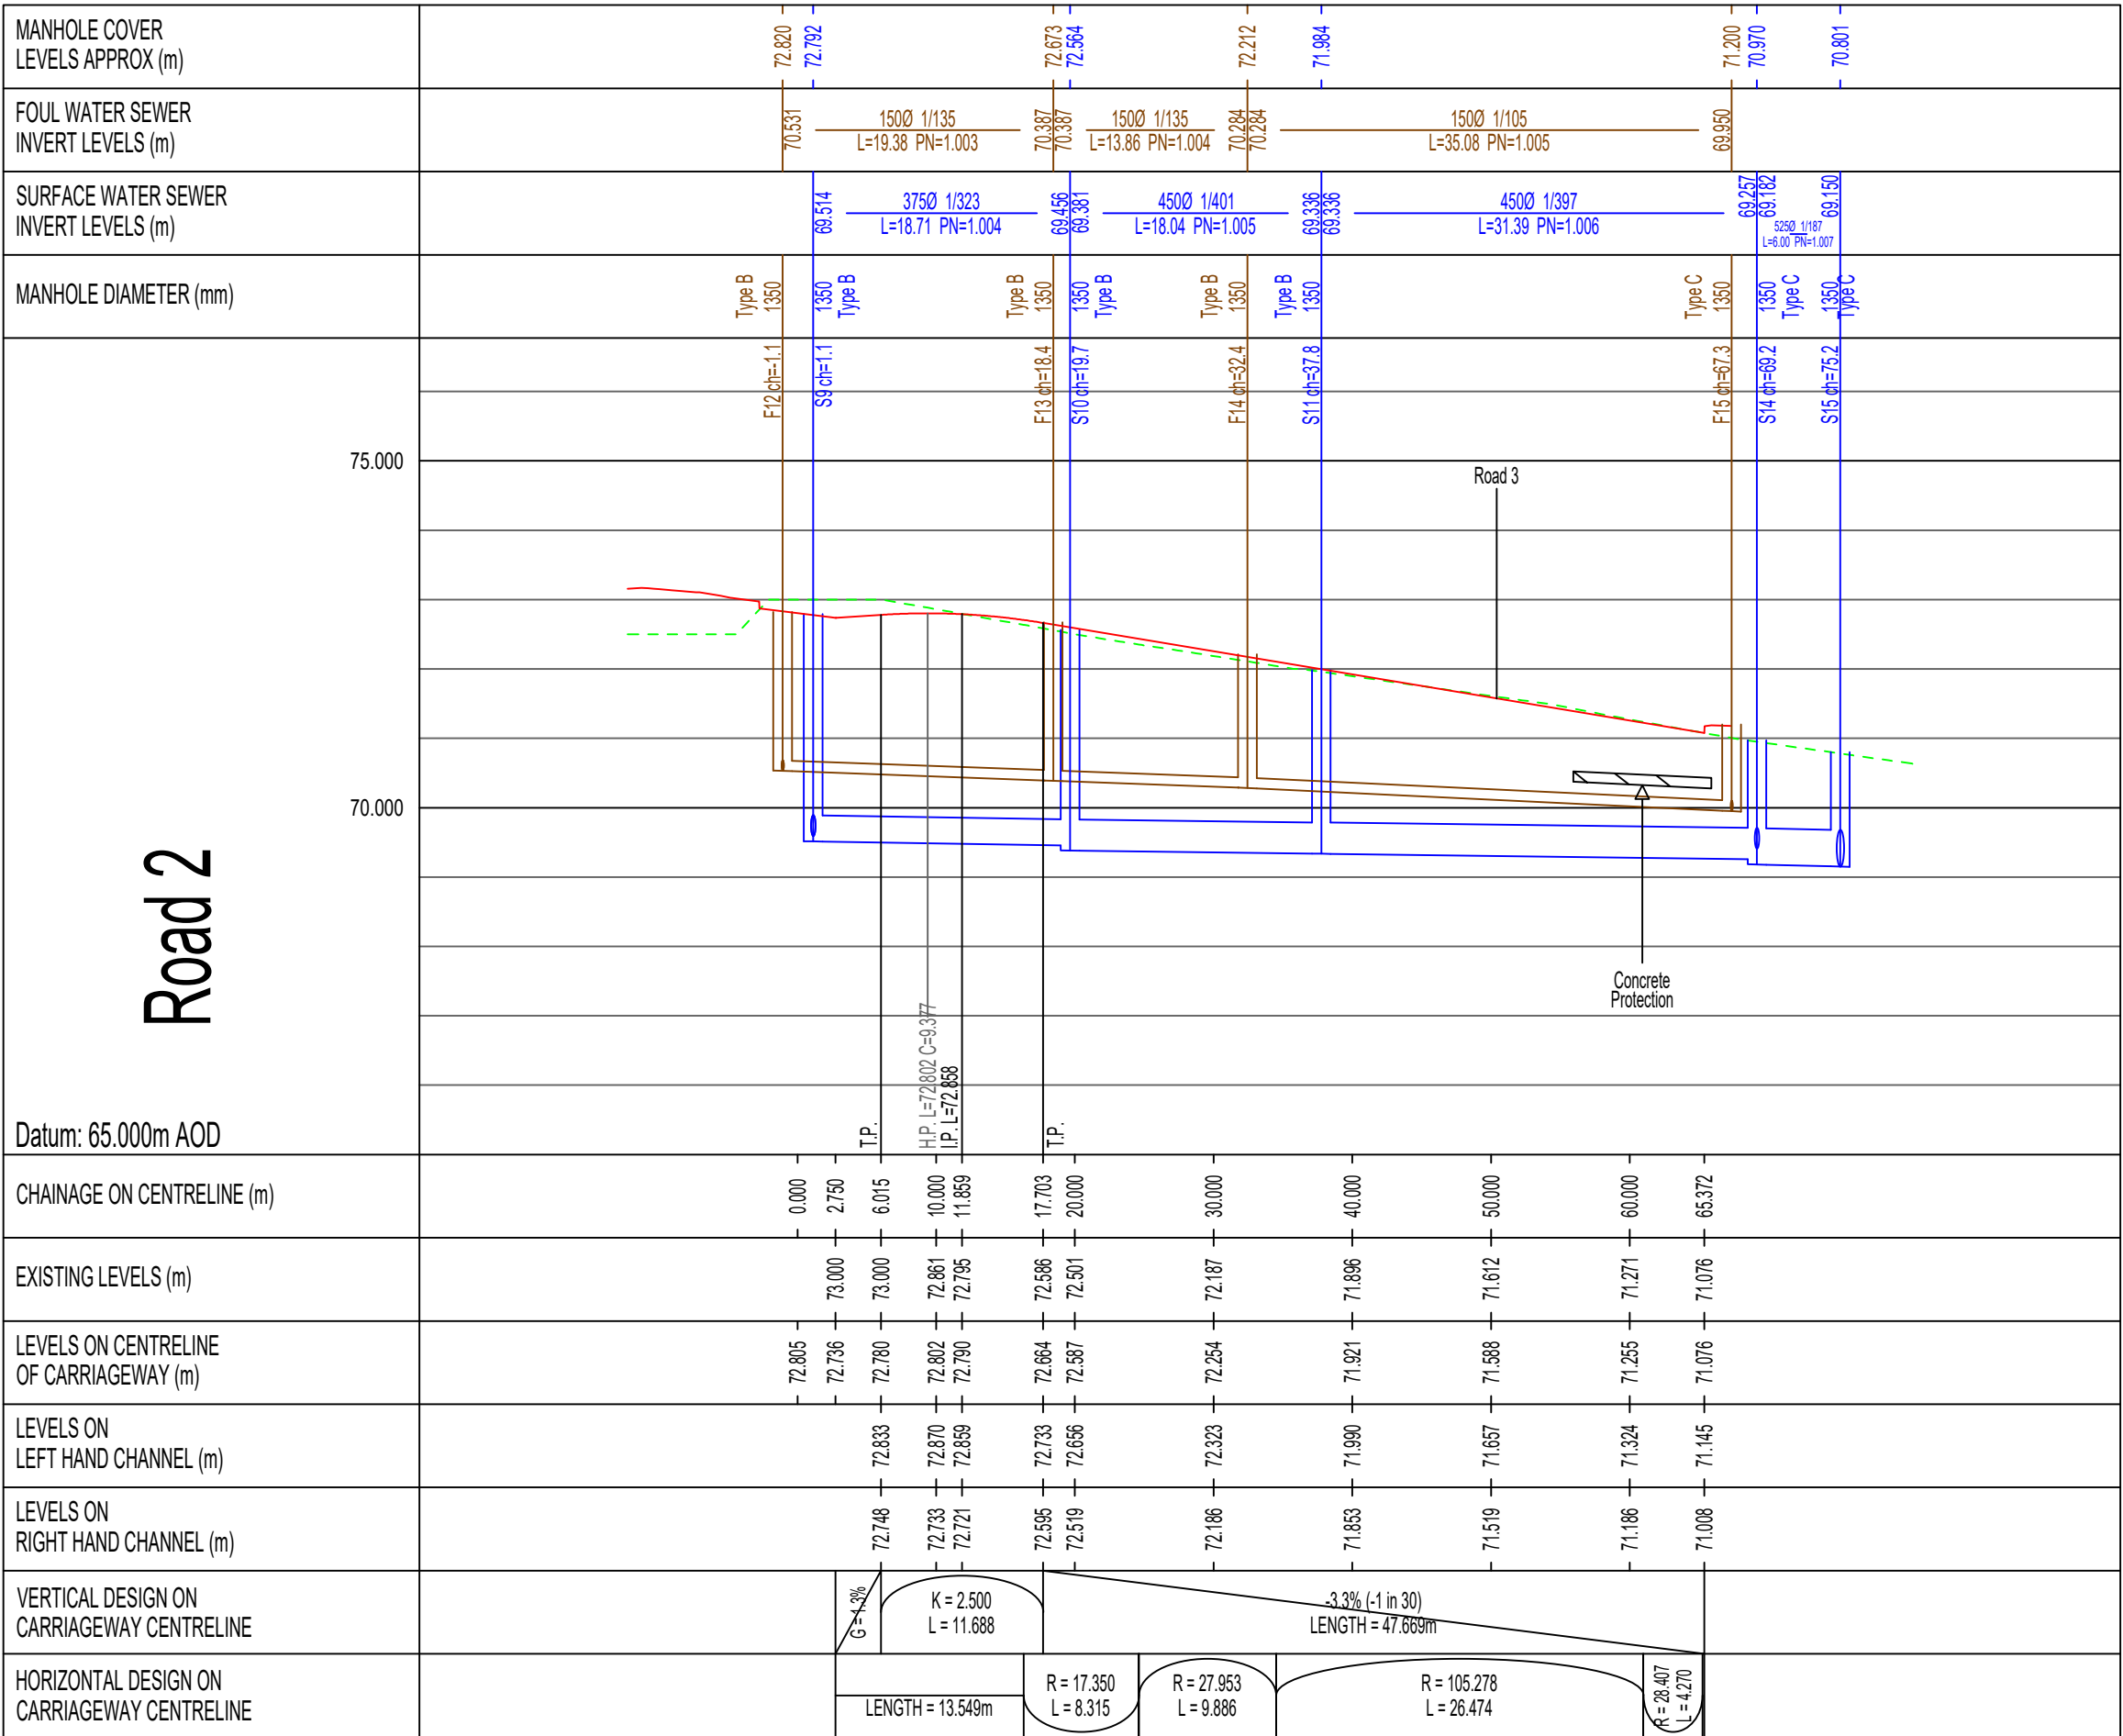 MANHOLE COVER
LEVELS APPROX (m)
72.820
72.792
72.673
72.564
72.212
71.984
71.200
70.970
70.801
FOUL WATER SEWER
INVERT LEVELS (m)
70.531
150Ø 1/135
L=19.38 PN=1.003
70.387
70.387
150Ø 1/135
L=13.86 PN=1.004
70.284
70.284
150Ø 1/105
L=35.08 PN=1.005
69.950
SURFACE WATER SEWER
INVERT LEVELS (m)
69.514
375Ø 1/323
L=18.71 PN=1.004
69.456
69.381
450Ø 1/401
L=18.04 PN=1.005
69.336
69.336
450Ø 1/397
L=31.39 PN=1.006
69.257
69.182
525Ø 1/187
L=6.00 PN=1.007
69.150
MANHOLE DIAMETER (mm)
Type B
1350
1350
Type B
Type B
1350
1350
Type B
Type B
1350
Type B
1350
Type C
1350
1350
Type C
1350
Type C
F12 ch=-1.1
S9 ch=1.1
F13 ch=18.4
S10 ch=19.7
F14 ch=32.4
S11 ch=37.8
F15 ch=67.3
S14 ch=69.2
S15 ch=75.2
75.000
Road 3
70.000
Road 2
Concrete
Protection
Datum: 65.000m AOD
T.P.
H.P. L=72.802 C=9.377
I.P. L=72.858
T.P.
CHAINAGE ON CENTRELINE (m)
0.000
2.750
6.015
10.000
11.859
17.703
20.000
30.000
40.000
50.000
60.000
65.372
EXISTING LEVELS (m)
73.000
73.000
72.861
72.795
72.586
72.501
72.187
71.896
71.612
71.271
71.076
LEVELS ON CENTRELINE
OF CARRIAGEWAY (m)
72.805
72.736
72.780
72.802
72.790
72.664
72.587
72.254
71.921
71.588
71.255
71.076
LEVELS ON
LEFT HAND CHANNEL (m)
72.833
72.870
72.859
72.733
72.656
72.323
71.990
71.657
71.324
71.145
LEVELS ON
RIGHT HAND CHANNEL (m)
72.748
72.733
72.721
72.595
72.519
72.186
71.853
71.519
71.186
71.008
VERTICAL DESIGN ON
CARRIAGEWAY CENTRELINE
G = 1.3%
K = 2.500
L = 11.688
-3.3% (-1 in 30)
LENGTH = 47.669m
HORIZONTAL DESIGN ON
CARRIAGEWAY CENTRELINE
LENGTH = 13.549m
R = 17.350
L = 8.315
R = 27.953
L = 9.886
R = 105.278
L = 26.474
R = 28.407
L = 4.270